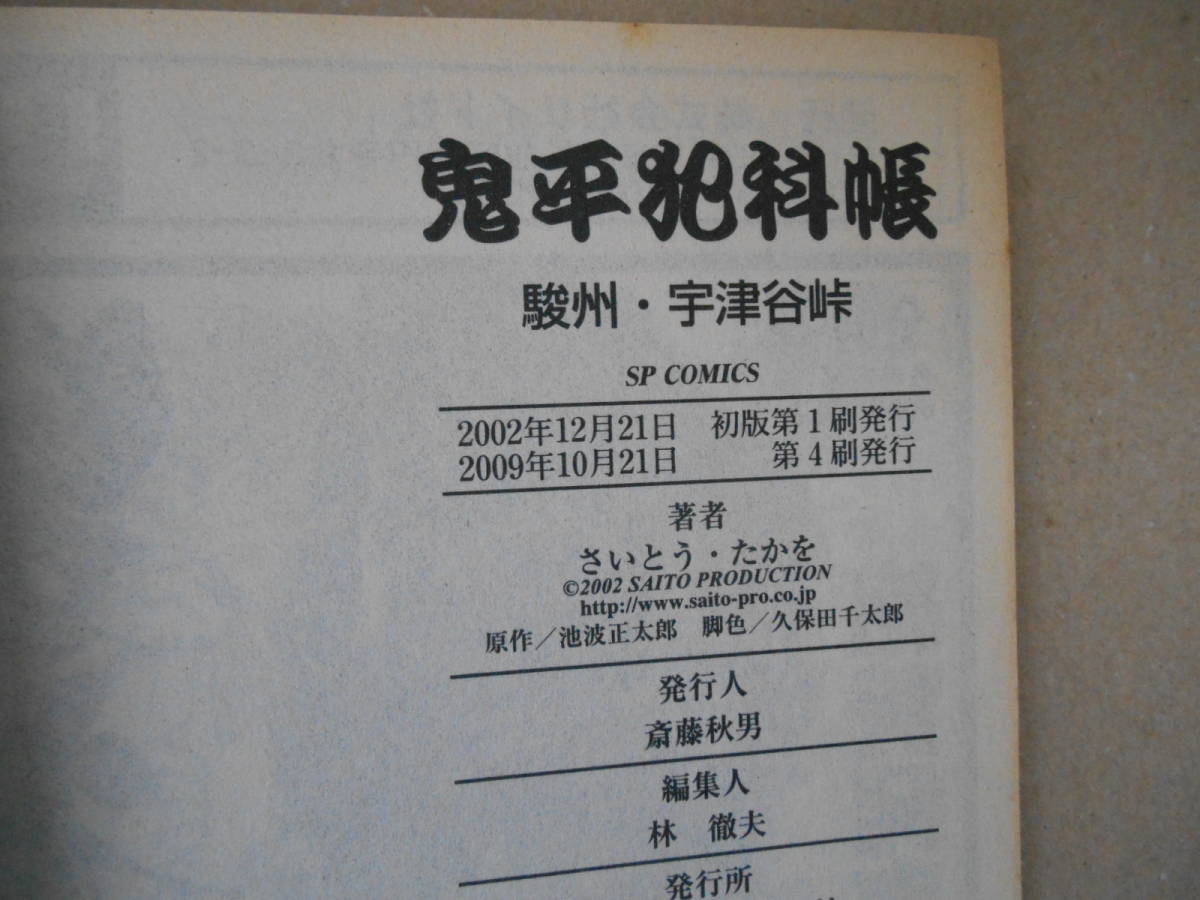 鬼平犯科帳
駿州・宇津谷峠
SP COMICS
2002年12月21日　初版第1刷発行
2009年10月21日　第4刷発行
著者
さいとう・たかを
©2002 SAITO PRODUCTION
http://www.saito-pro.co.jp
原作／池波正太郎　脚色／久保田千太郎
発行人
斎藤秋男
編集人
林　徹夫
発行所